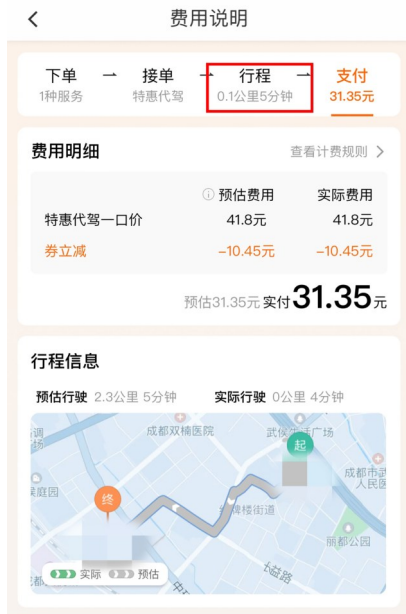 费用说明
下单 → 接单 → 行程 → 支付
1种服务 特惠代驾 0.1公里5分钟 31.35元
费用明细 查看计费规则
预估费用 实际费用
特惠代驾一口价 41.8元 41.8元
券立减 -10.45元 -10.45元
预估31.35元 实付31.35元
行程信息
预估行驶 2.3公里 5分钟 实际行驶 0公里 4分钟
成都双楠医院
起
成都市武
人民医
终
牌楼街道
丽都公园
实际 预估
长益路